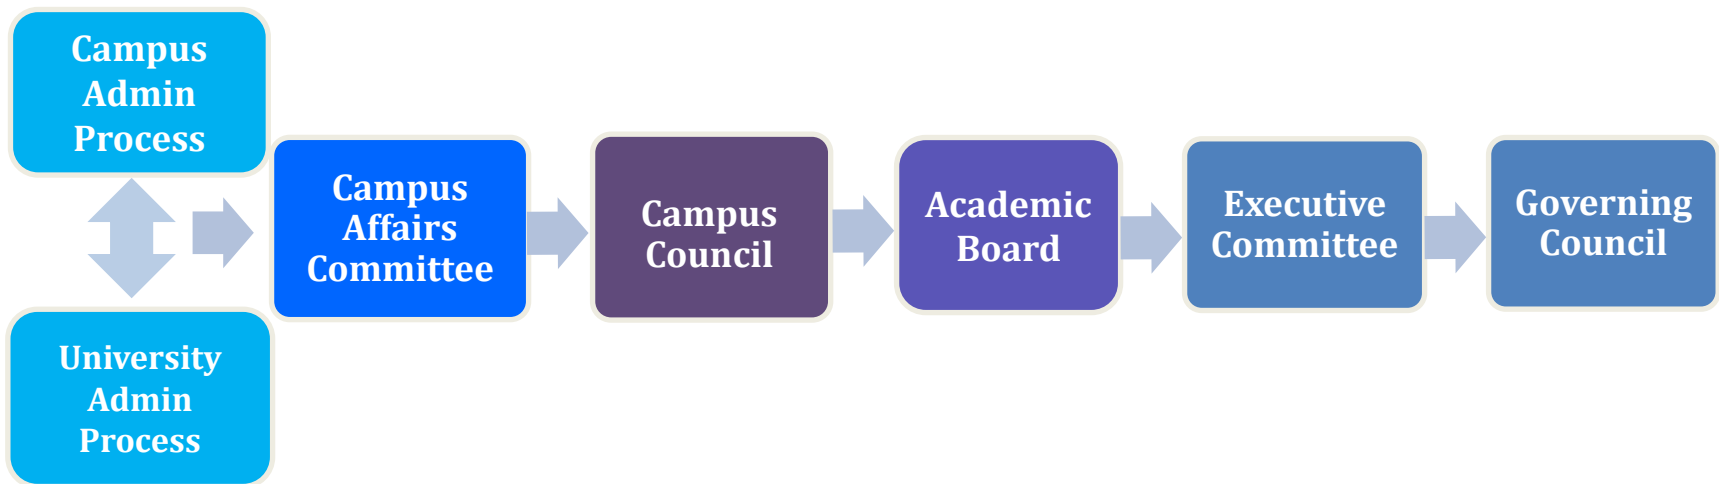 Campus
Admin
Process
University
Admin
Process
Campus
Affairs
Committee
Campus
Council
Academic
Board
Executive
Committee
Governing
Council